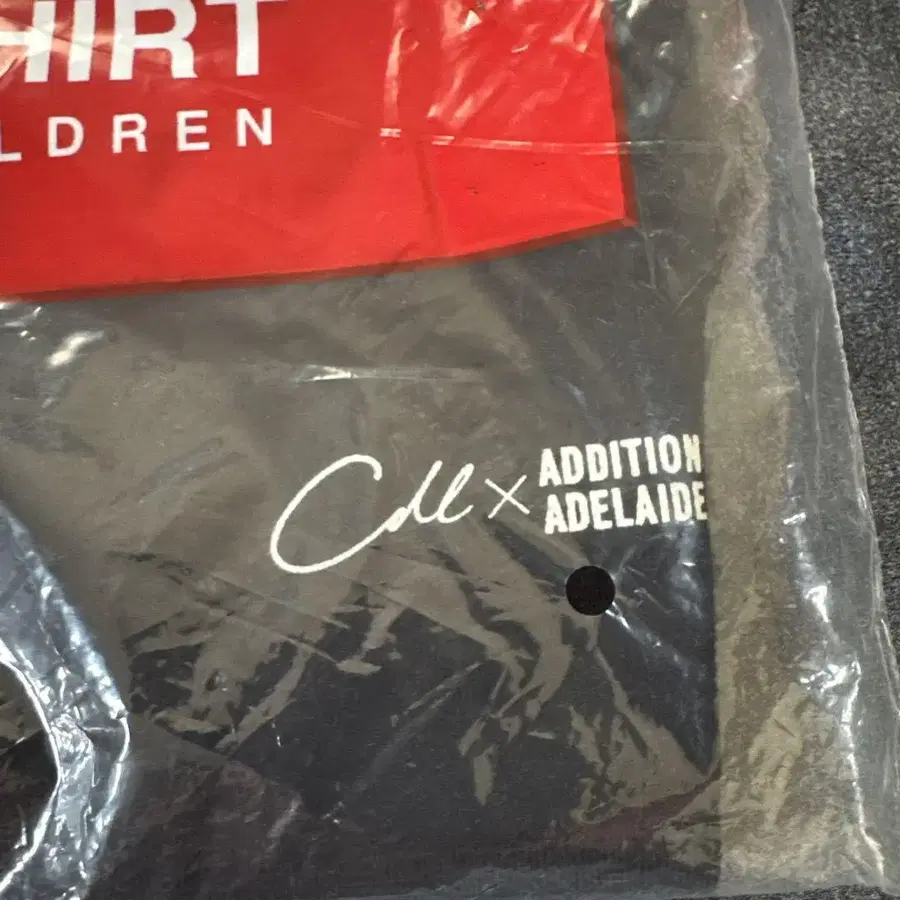 HIRT
LDREN
Cdl × ADDITION
ADELAIDE